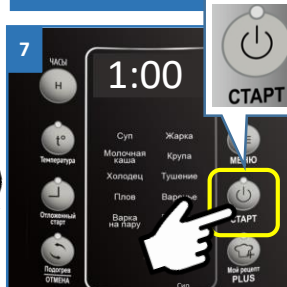 7
СТАРТ
ЧАСЫ
Н
1:00
t°
Температура
Суп
Жарка
Молочная
каша
Крупа
МЕНЮ
Холодец
Тушение
Отложенный
старт
Плов
Варенье
СТАРТ
Варка
на пару
Подогрев
ОТМЕНА
Мой рецепт
PLUS